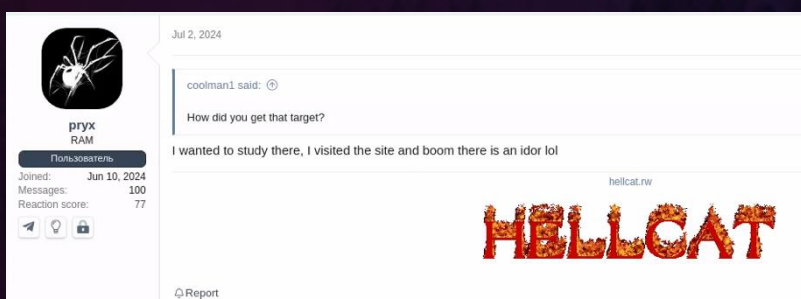 Jul 2, 2024
coolman1 said:
How did you get that target?
pryx
RAM
Пользователь
Joined: Jun 10, 2024
Messages: 100
Reaction score: 77
I wanted to study there, I visited the site and boom there is an idor lol
hellcat.rw
HELLCAT
Report